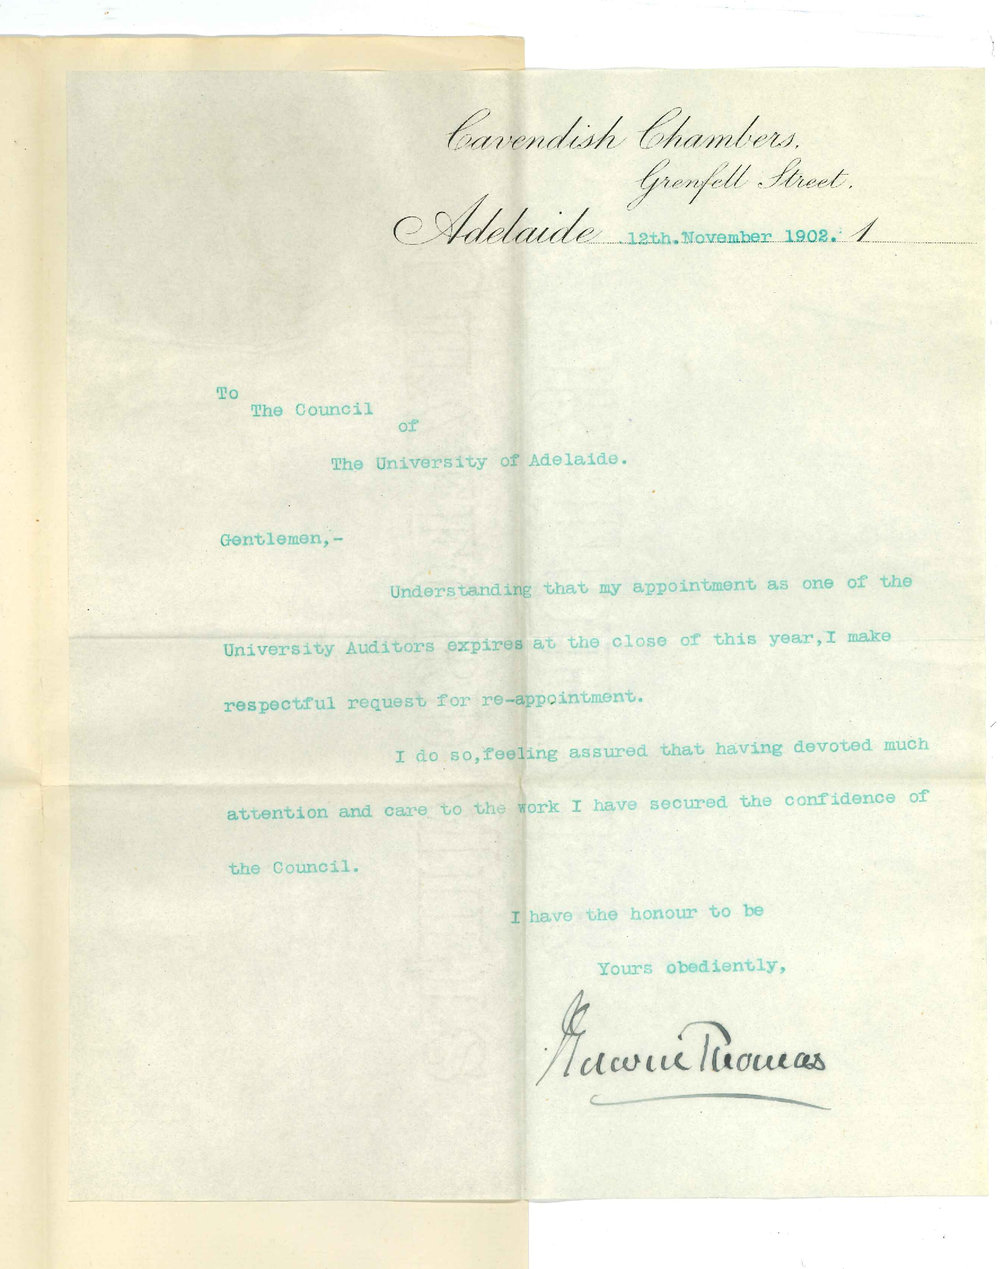 Cavendish Chambers.
Grenfell Street.
Adelaide 12th.November 1902. 1
To
The Council
of
The University of Adelaide.
Gentlemen,-
Understanding that my appointment as one of the
University Auditors expires at the close of this year,I make
respectful request for re-appointment.
I do so,feeling assured that having devoted much
attention and care to the work I have secured the confidence of
the Council.
I have the honour to be
Yours obediently,
Thomas